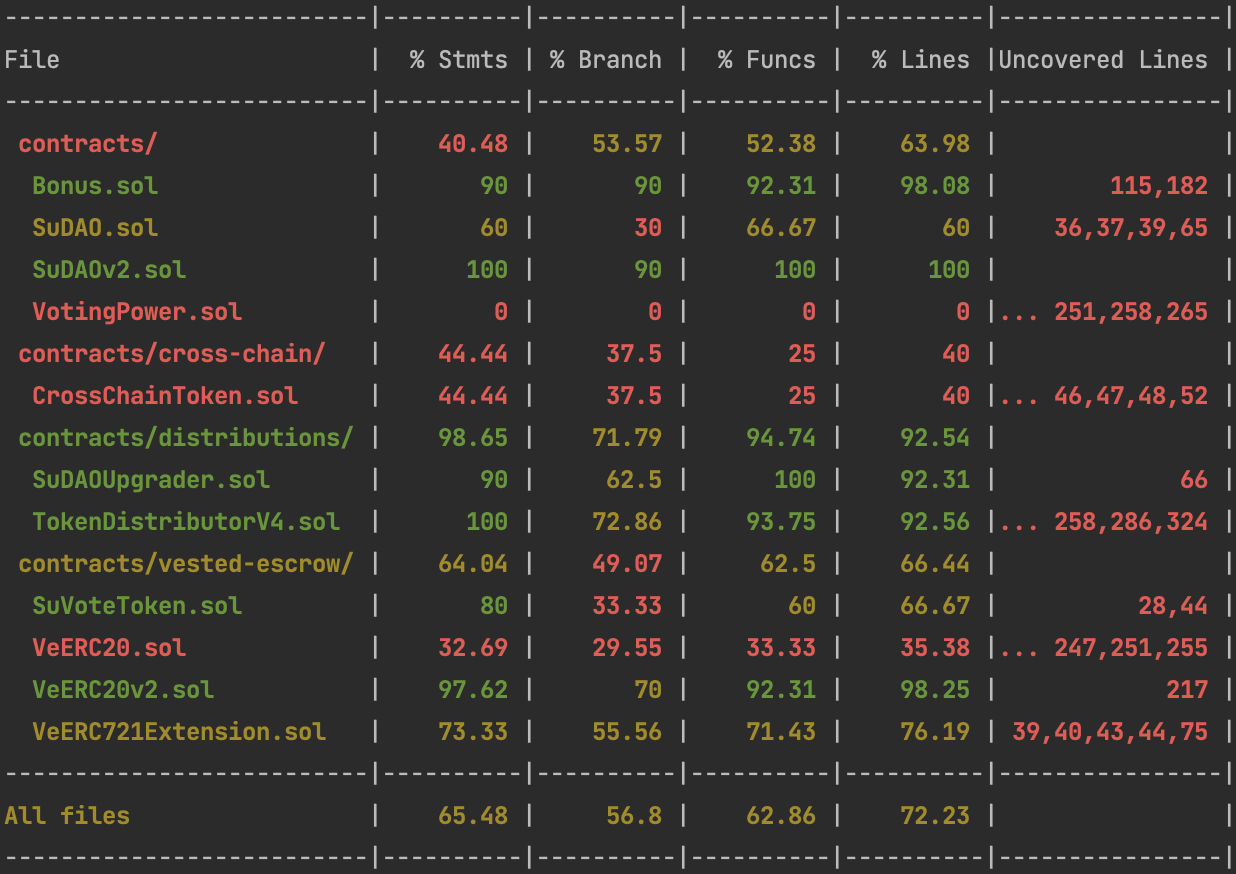 --------------------------|----------|----------|----------|----------|----------------|
File                      |  % Stmts | % Branch |  % Funcs |  % Lines |Uncovered Lines |
--------------------------|----------|----------|----------|----------|----------------|
 contracts/               |    40.48 |    53.57 |    52.38 |    63.98 |                |
  Bonus.sol               |       90 |       90 |    92.31 |    98.08 |        115,182 |
  SuDAO.sol               |       60 |       30 |    66.67 |       60 |    36,37,39,65 |
  SuDAOv2.sol             |      100 |       90 |      100 |      100 |                |
  VotingPower.sol         |        0 |        0 |        0 |        0 |... 251,258,265 |
 contracts/cross-chain/   |    44.44 |     37.5 |       25 |       40 |                |
  CrossChainToken.sol     |    44.44 |     37.5 |       25 |       40 |... 46,47,48,52 |
 contracts/distributions/ |    98.65 |    71.79 |    94.74 |    92.54 |                |
  SuDAOUpgrader.sol       |       90 |     62.5 |      100 |    92.31 |             66 |
  TokenDistributorV4.sol  |      100 |    72.86 |    93.75 |    92.56 |... 258,286,324 |
 contracts/vested-escrow/ |    64.04 |    49.07 |     62.5 |    66.44 |                |
  SuVoteToken.sol         |       80 |    33.33 |       60 |    66.67 |          28,44 |
  VeERC20.sol             |    32.69 |    29.55 |    33.33 |    35.38 |... 247,251,255 |
  VeERC20v2.sol           |    97.62 |       70 |    92.31 |    98.25 |            217 |
  VeERC721Extension.sol   |    73.33 |    55.56 |    71.43 |    76.19 | 39,40,43,44,75 |
--------------------------|----------|----------|----------|----------|----------------|
All files                 |    65.48 |     56.8 |    62.86 |    72.23 |                |
--------------------------|----------|----------|----------|----------|----------------|